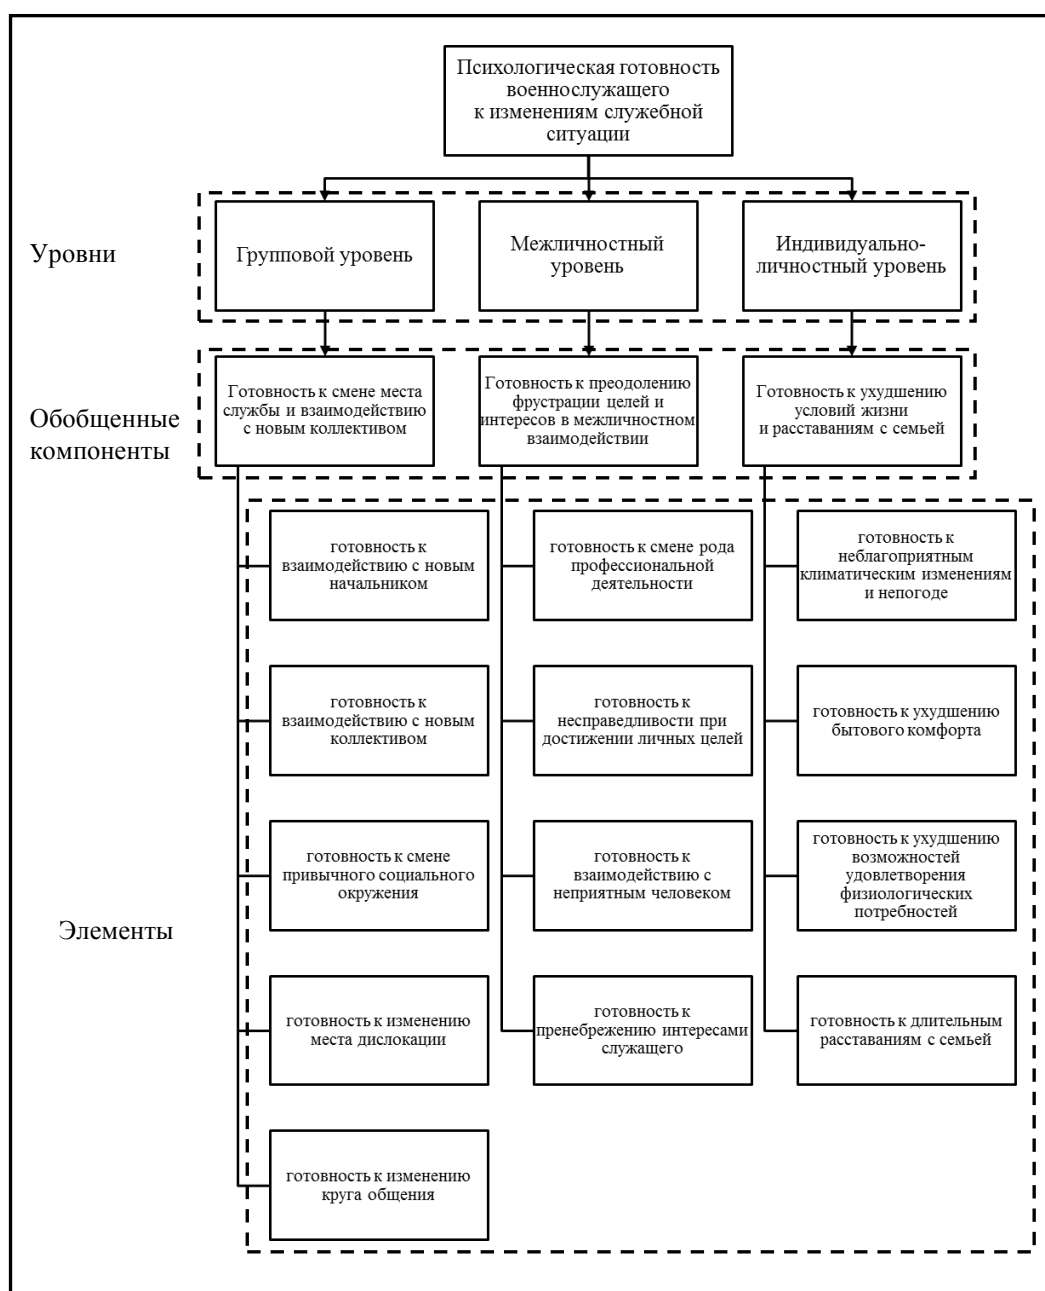 Психологическая готовность
военнослужащего
к изменениям служебной
ситуации
Уровни
Групповой уровень
Межличностный
уровень
Индивидуально-
личностный уровень
Обобщенные
компоненты
Готовность к смене места
службы и взаимодействию
с новым коллективом
Готовность к преодолению
фрустрации целей и
интересов в межличностном
взаимодействии
Готовность к ухудшению
условий жизни
и расставаниям с семьей
Элементы
готовность к
взаимодействию с новым
начальником
готовность к смене рода
профессиональной
деятельности
готовность к
неблагоприятным
климатическим изменениям
и непогоде
готовность к
взаимодействию с новым
коллективом
готовность к
несправедливости при
достижении личных целей
готовность к ухудшению
бытового комфорта
готовность к смене
привычного социального
окружения
готовность к
взаимодействию с
неприятным человеком
готовность к ухудшению
возможностей
удовлетворения
физиологических
потребностей
готовность к изменению
места дислокации
готовность к
пренебрежению интересами
служащего
готовность к длительным
расставаниям с семьей
готовность к изменению
круга общения